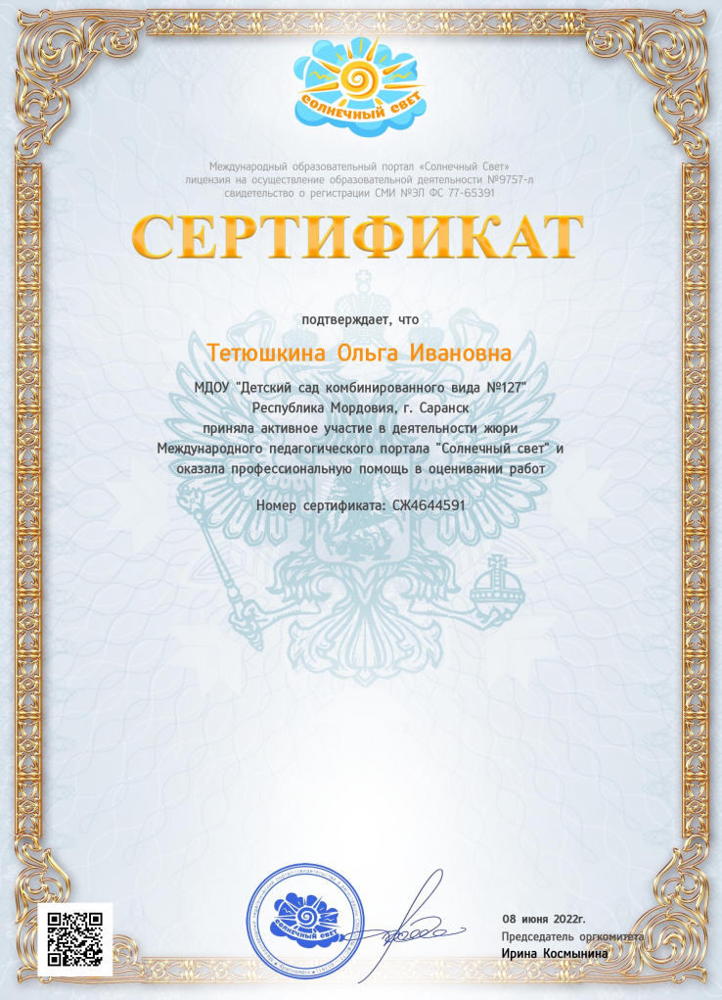 СОЛНЕЧНЫЙ СВЕТ
Международный образовательный портал «Солнечный Свет»
лицензия на осуществление образовательной деятельности №9757-л
свидетельство о регистрации СМИ №ЭЛ ФС 77-65391
СЕРТИФИКАТ
подтверждает, что
Тетюшкина Ольга Ивановна
МДОУ "Детский сад комбинированного вида №127"
Республика Мордовия, г. Саранск
приняла активное участие в деятельности жюри
Международного педагогического портала "Солнечный свет" и
оказала профессиональную помощь в оценивании работ
Номер сертификата: СЖ4644591
СОЛНЕЧНЫЙ СВЕТ
08 июня 2022г.
Председатель оргкомитета
Ирина Космынина